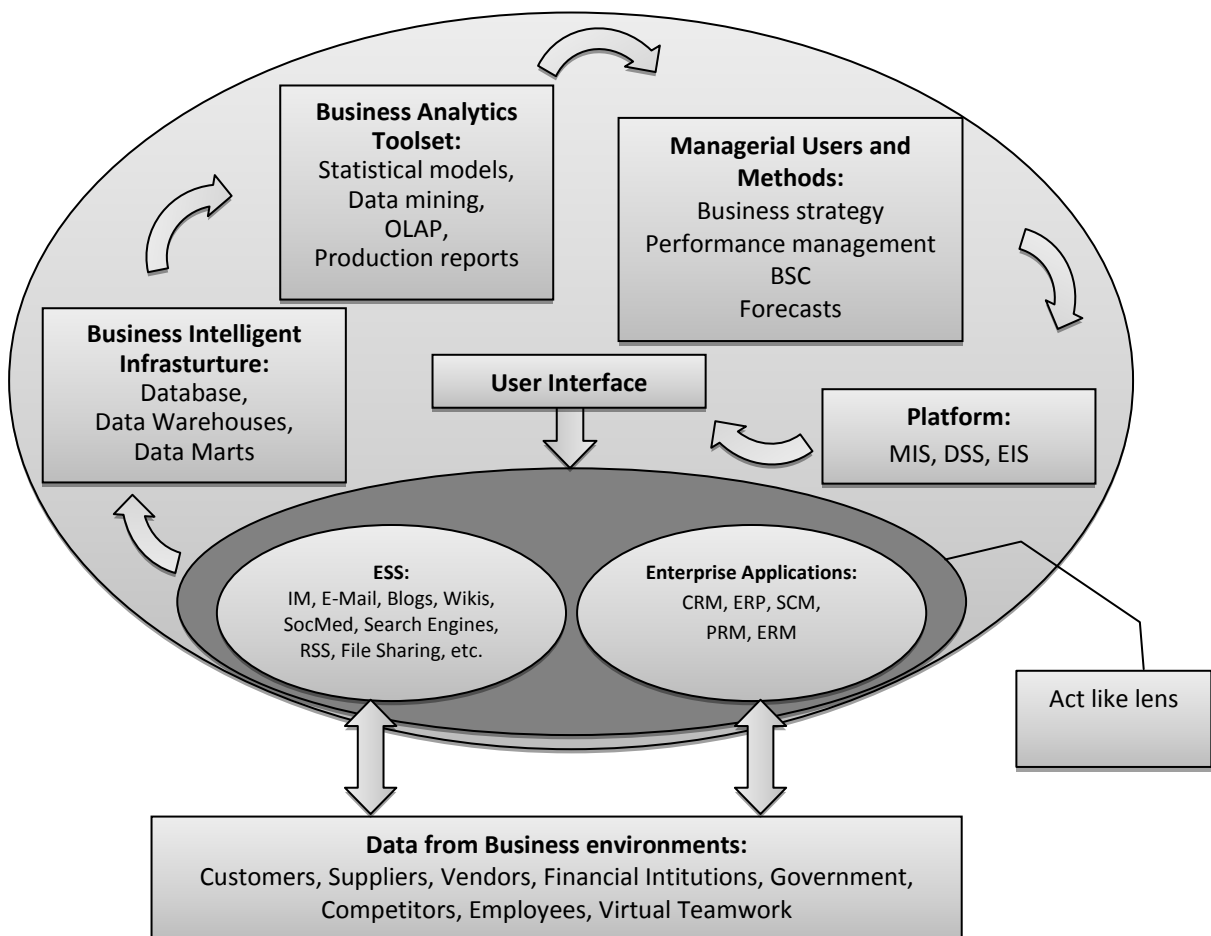 Business Analytics
Toolset:
Statistical models,
Data mining,
OLAP,
Production reports
Managerial Users and
Methods:
Business strategy
Performance management
BSC
Forecasts
Business Intelligent
Infrasturture:
Database,
Data Warehouses,
Data Marts
User Interface
Platform:
MIS, DSS, EIS
ESS:
IM, E-Mail, Blogs, Wikis,
SocMed, Search Engines,
RSS, File Sharing, etc.
Enterprise Applications:
CRM, ERP, SCM,
PRM, ERM
Act like lens
Data from Business environments:
Customers, Suppliers, Vendors, Financial Intitutions, Government,
Competitors, Employees, Virtual Teamwork